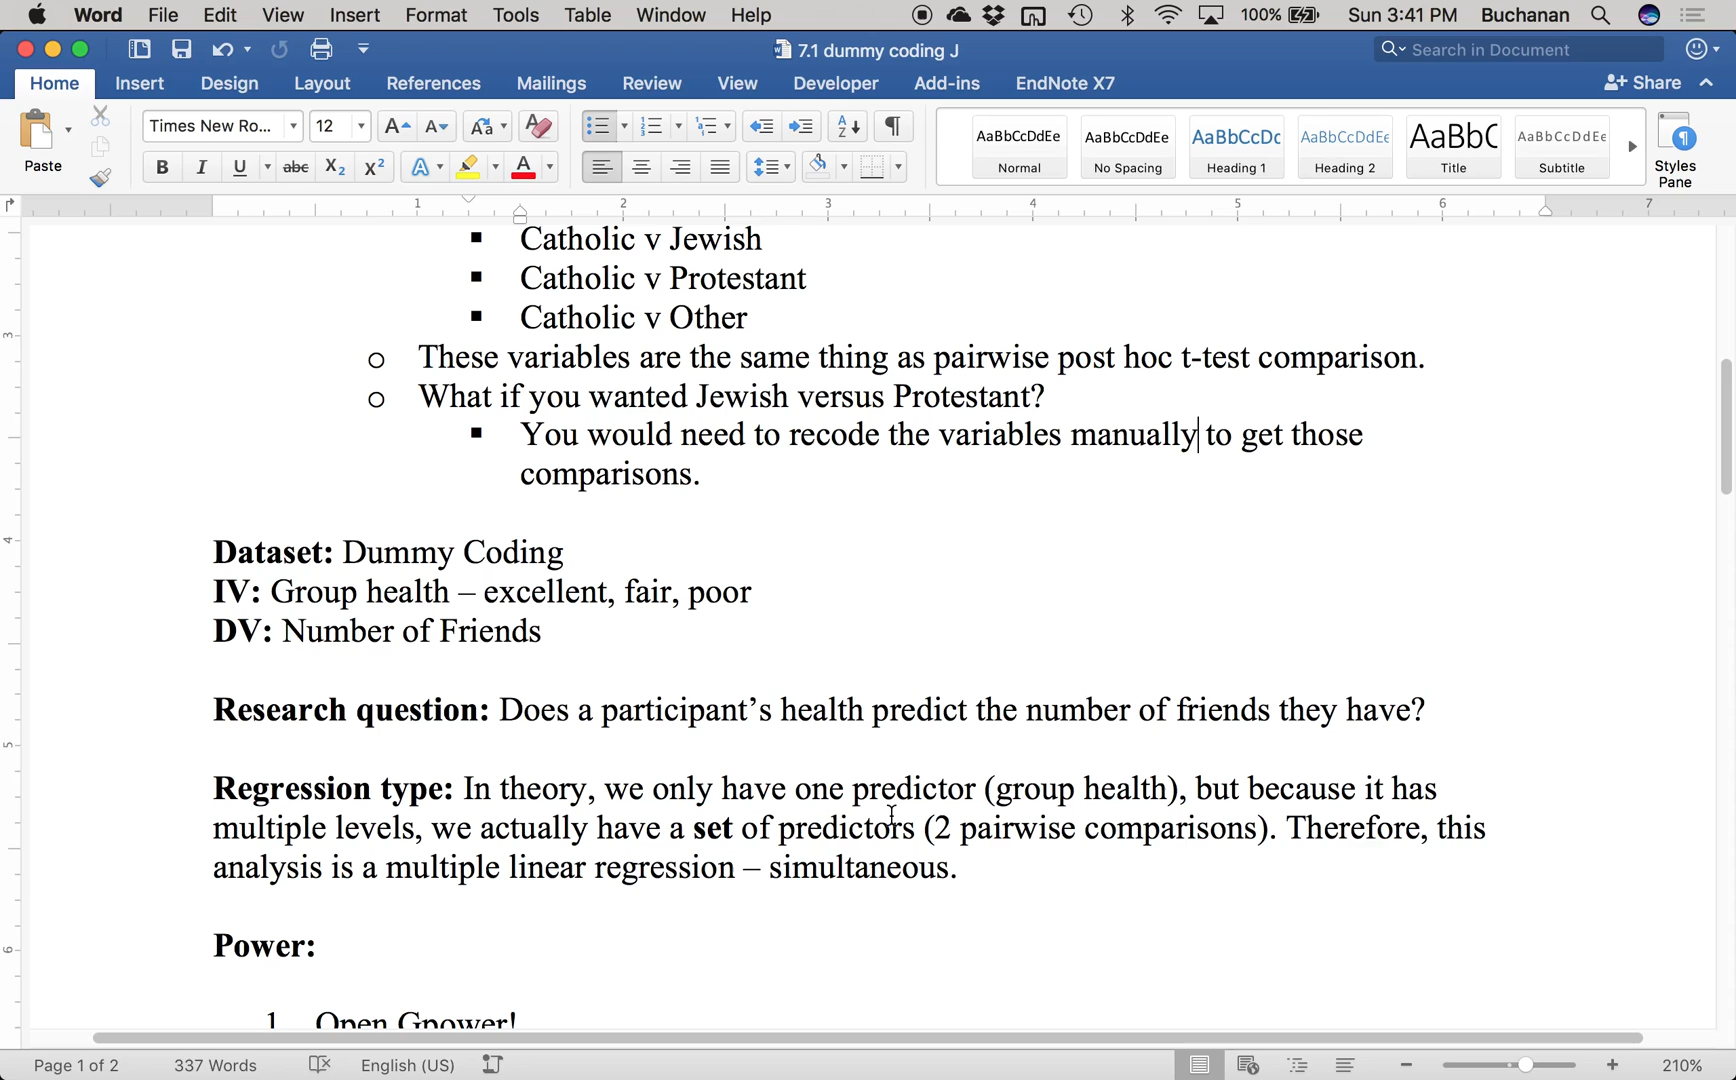 Word File Edit View Insert Format Tools Table Window Help 100% Sun 3:41 PM Buchanan
7.1 dummy coding J
Search in Document
Home Insert Design Layout References Mailings Review View Developer Add-ins EndNote X7 Share
Paste
Times New Ro... 12
AaBbCcDdEe AaBbCcDdEe AaBbCcDc AaBbCcDdEe AaBbC AaBbCcDdEe
Normal No Spacing Heading 1 Heading 2 Title Subtitle
Styles
Pane
1 2 3 4 5 6 7
Catholic v Jewish
Catholic v Protestant
Catholic v Other
These variables are the same thing as pairwise post hoc t-test comparison.
What if you wanted Jewish versus Protestant?
You would need to recode the variables manually to get those
comparisons.
Dataset: Dummy Coding
IV: Group health – excellent, fair, poor
DV: Number of Friends
Research question: Does a participant’s health predict the number of friends they have?
Regression type: In theory, we only have one predictor (group health), but because it has
multiple levels, we actually have a set of predictors (2 pairwise comparisons). Therefore, this
analysis is a multiple linear regression – simultaneous.
Power:
1. Open Gpower!
Page 1 of 2 337 Words English (US) 210%